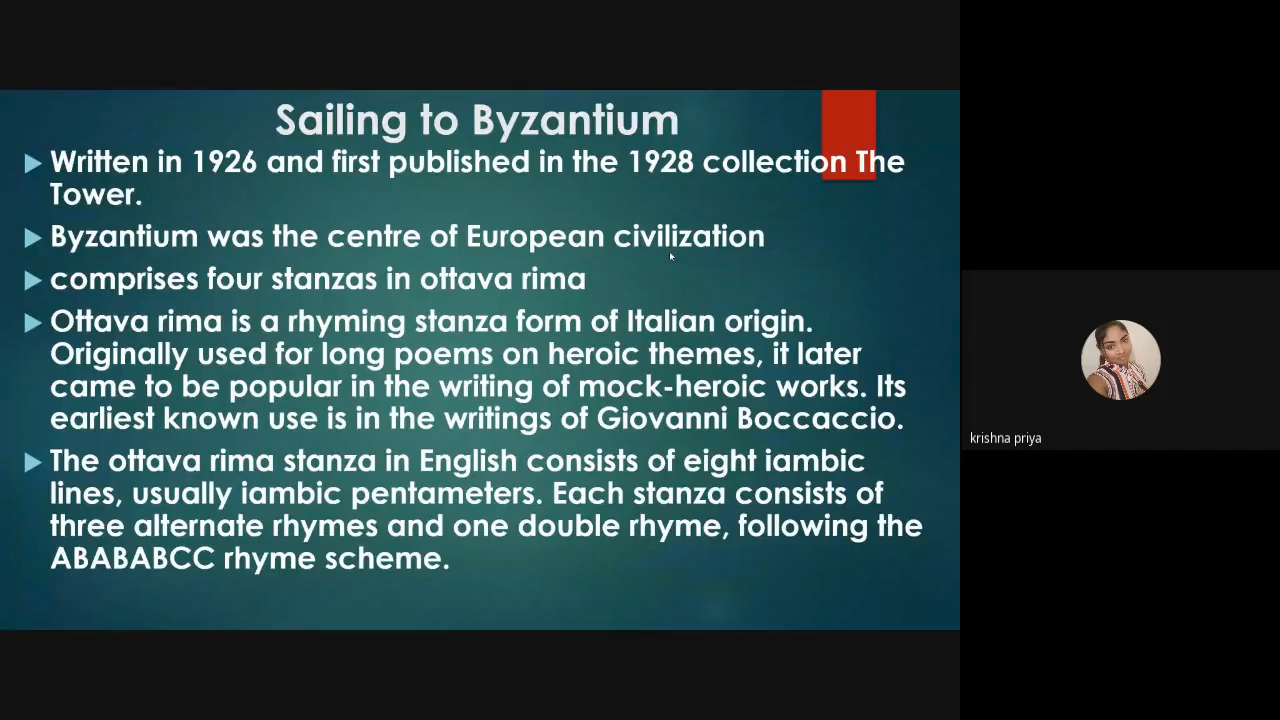 Sailing to Byzantium
Written in 1926 and first published in the 1928 collection The
Tower.
Byzantium was the centre of European civilization
comprises four stanzas in ottava rima
Ottava rima is a rhyming stanza form of Italian origin.
Originally used for long poems on heroic themes, it later
came to be popular in the writing of mock-heroic works. Its
earliest known use is in the writings of Giovanni Boccaccio.
The ottava rima stanza in English consists of eight iambic
lines, usually iambic pentameters. Each stanza consists of
three alternate rhymes and one double rhyme, following the
ABABABCC rhyme scheme.
krishna priya